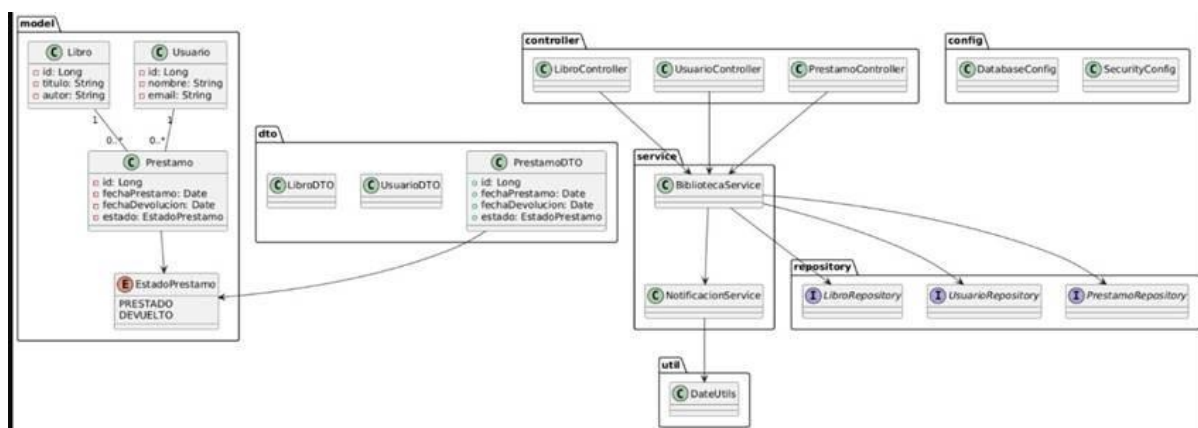 model
C Libro
id: Long
titulo: String
autor: String
C Usuario
id: Long
nombre: String
email: String
1
1
0..*
0..*
C Prestamo
id: Long
fechaPrestamo: Date
fechaDevolucion: Date
estado: EstadoPrestamo
E EstadoPrestamo
PRESTADO
DEVUELTO
dto
C LibroDTO
C UsuarioDTO
C PrestamoDTO
id: Long
fechaPrestamo: Date
fechaDevolucion: Date
estado: EstadoPrestamo
controller
C LibroController
C UsuarioController
C PrestamoController
service
C BibliotecaService
C NotificacionService
util
C DateUtils
repository
I LibroRepository
I UsuarioRepository
I PrestamoRepository
config
C DatabaseConfig
C SecurityConfig